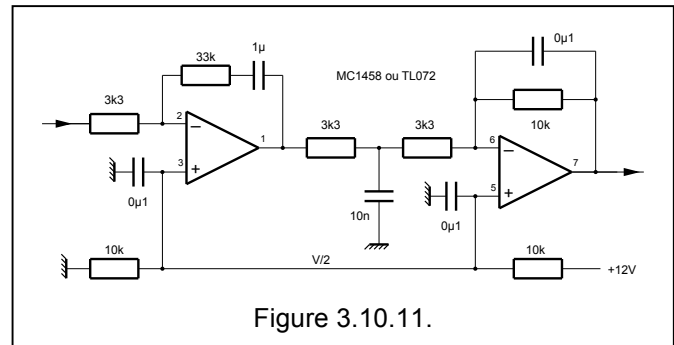 0µ1
33k
1µ
MC1458 ou TL072
3k3
10k
2
−
1
3k3
3k3
6
−
7
3
+
5
+
0µ1
10n
0µ1
10k
V/2
10k
+12V
Figure 3.10.11.